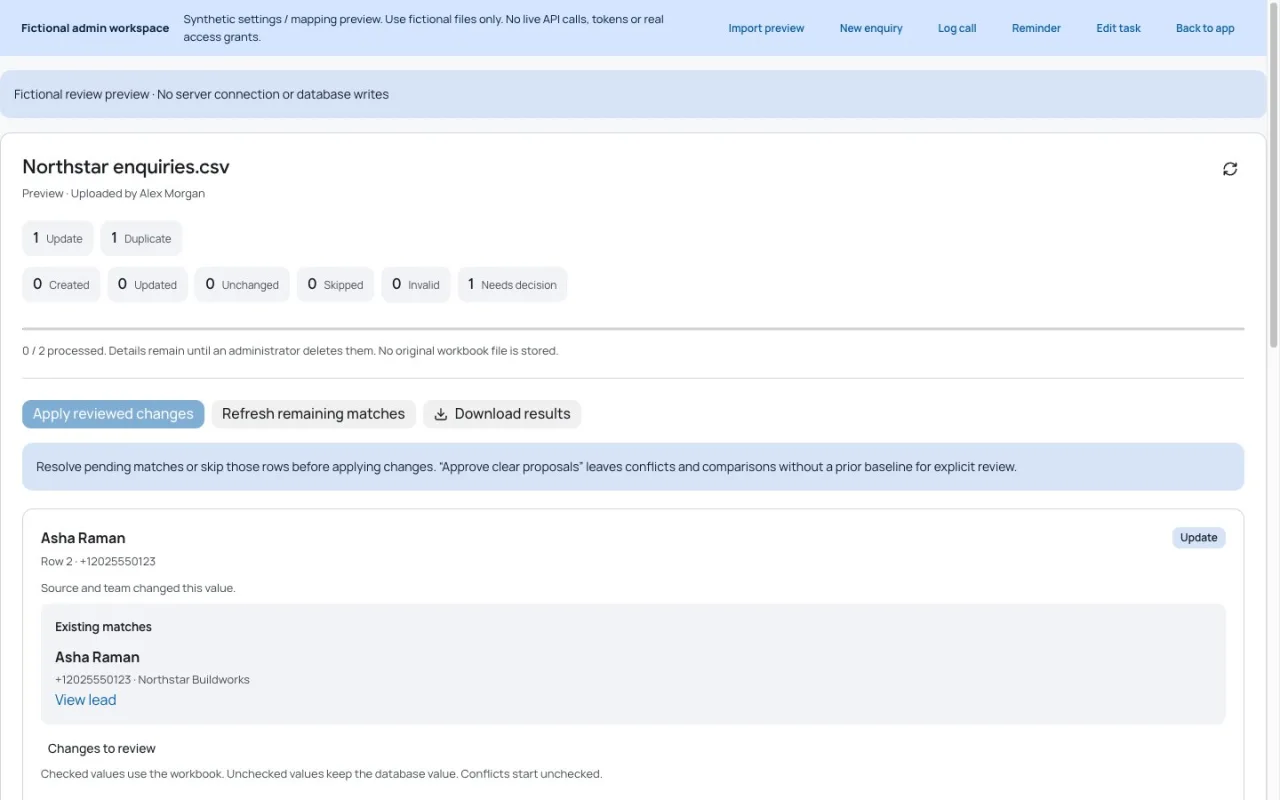 Fictional admin workspace
Synthetic settings / mapping preview. Use fictional files only. No live API calls, tokens or real
access grants.
Import preview
New enquiry
Log call
Reminder
Edit task
Back to app
Fictional review preview · No server connection or database writes
Northstar enquiries.csv
Preview · Uploaded by Alex Morgan
1 Update
1 Duplicate
0 Created
0 Updated
0 Unchanged
0 Skipped
0 Invalid
1 Needs decision
0 / 2 processed. Details remain until an administrator deletes them. No original workbook file is stored.
Apply reviewed changes
Refresh remaining matches
Download results
Resolve pending matches or skip those rows before applying changes. “Approve clear proposals” leaves conflicts and comparisons without a prior baseline for explicit review.
Asha Raman
Update
Row 2 · +12025550123
Source and team changed this value.
Existing matches
Asha Raman
+12025550123 · Northstar Buildworks
View lead
Changes to review
Checked values use the workbook. Unchecked values keep the database value. Conflicts start unchecked.